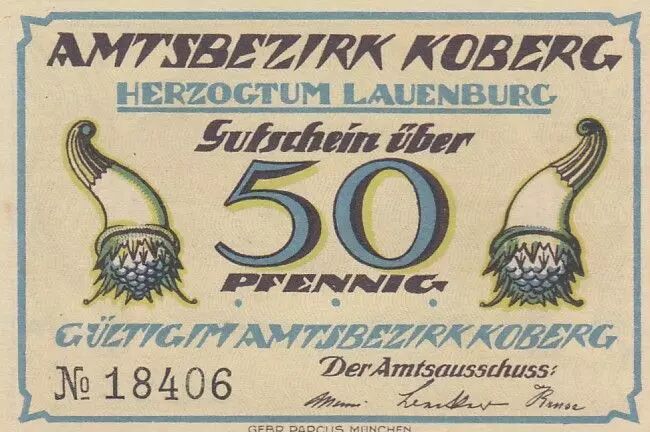 AMTSBEZIRK KOBERG
HERZOGTUM LAUENBURG
Gutschein über
50
PFENNIG
GÜLTIG IM AMTSBEZIRK KOBERG
Der Amtsausschuss:
№ 18406
GEBR. PARCUS MÜNCHEN